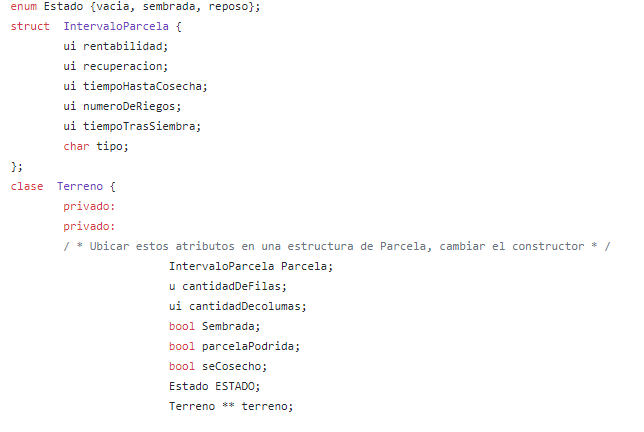 enum Estado {vacia, sembrada, reposo};
struct IntervaloParcela {
ui rentabilidad;
ui recuperacion;
ui tiempoHastaCosecha;
ui numeroDeRiegos;
ui tiempoTrasSiembra;
char tipo;
};
clase Terreno {
privado:
privado:
/ * Ubicar estos atributos en una estructura de Parcela, cambiar el constructor * /
IntervaloParcela Parcela;
u cantidadDeFilas;
ui cantidadDecolumas;
bool Sembrada;
bool parcelaPodrida;
bool seCosecho;
Estado ESTADO;
Terreno ** terreno;